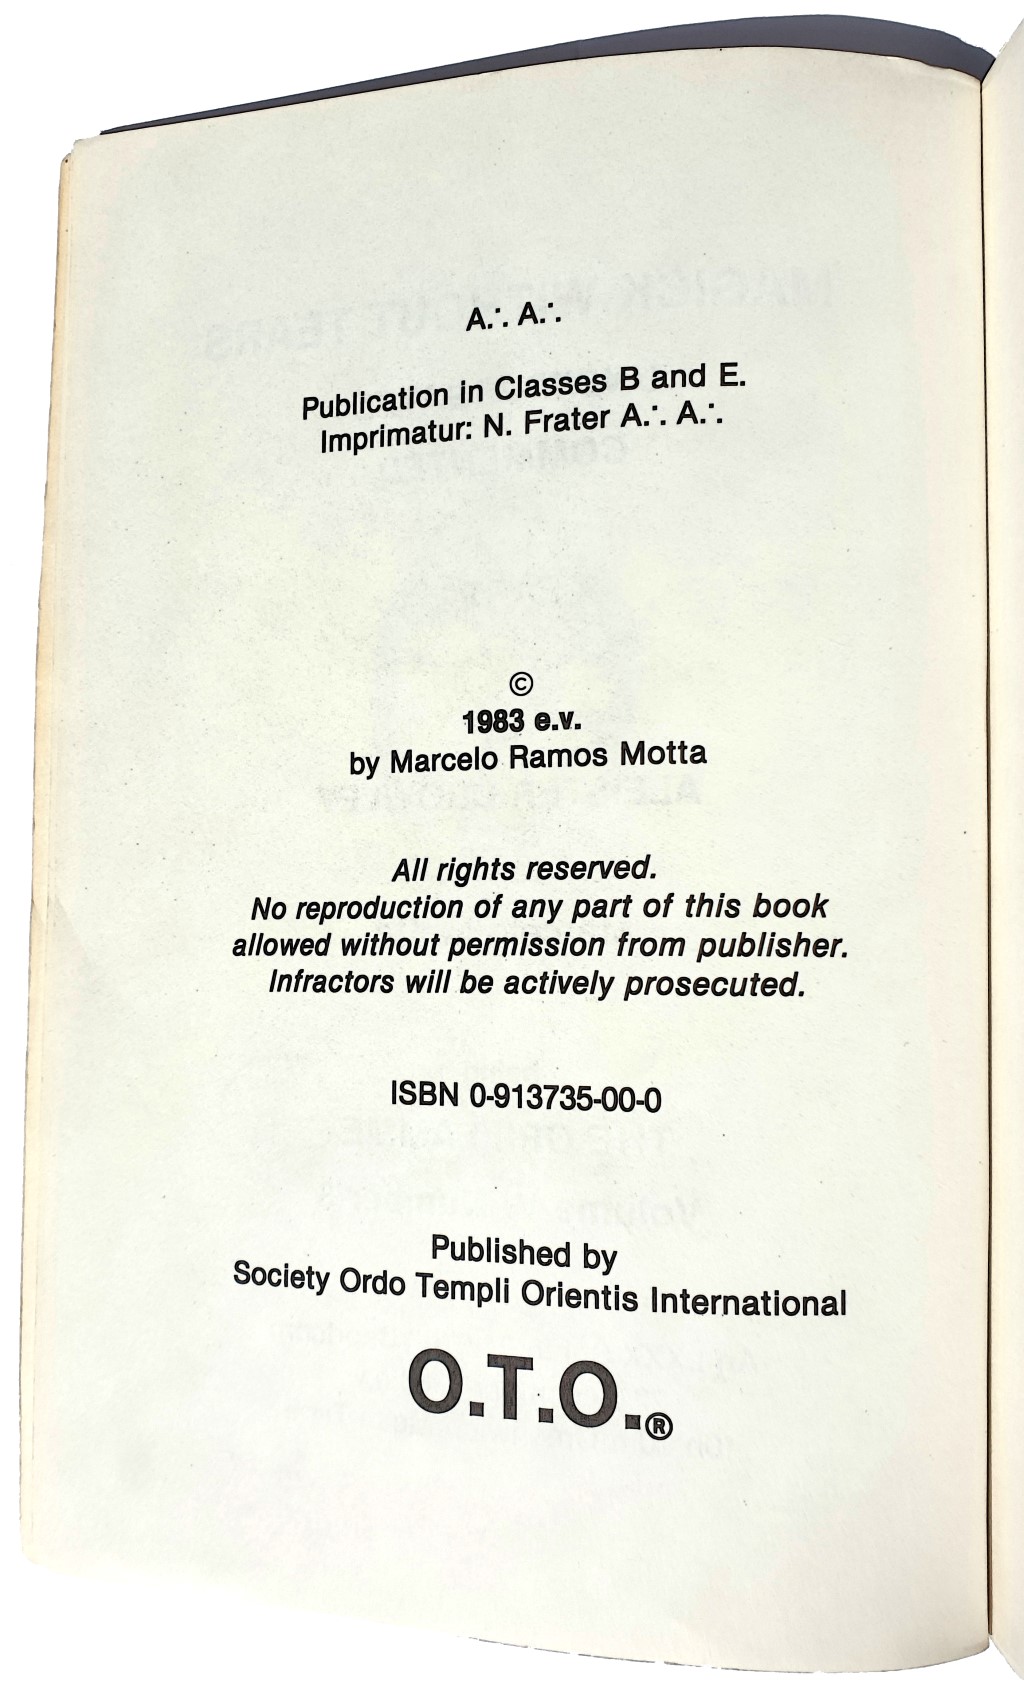 A.'. A.'.
Publication in Classes B and E.
Imprimatur: N. Frater A.'. A.'.
©
1983 e.v.
by Marcelo Ramos Motta
All rights reserved.
No reproduction of any part of this book
allowed without permission from publisher.
Infractors will be actively prosecuted.
ISBN 0-913735-00-0
Published by
Society Ordo Templi Orientis International
O.T.O.®